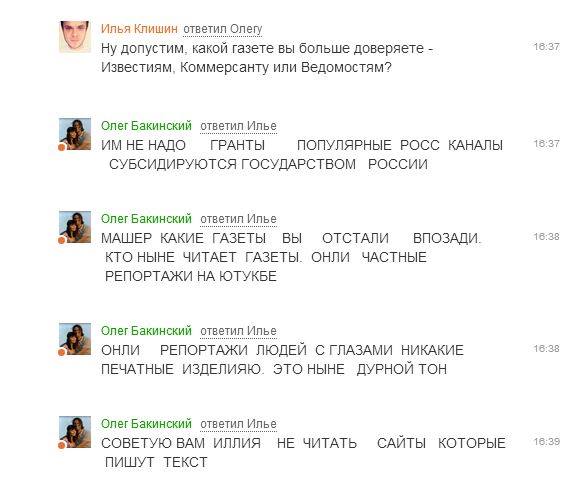 Илья Клишин ответил Олегу
Ну допустим, какой газете вы больше доверяете - 16:37
Известиям, Коммерсанту или Ведомостям?
Олег Бакинский ответил Илье
ИМ НЕ НАДО ГРАНТЫ ПОПУЛЯРНЫЕ РОСС КАНАЛЫ 16:37
СУБСИДИРУЮТСЯ ГОСУДАРСТВОМ РОССИИ
Олег Бакинский ответил Илье
МАШЕР КАКИЕ ГАЗЕТЫ ВЫ ОТСТАЛИ ВПОЗАДИ. 16:38
КТО НЫНЕ ЧИТАЕТ ГАЗЕТЫ. ОНЛИ ЧАСТНЫЕ
РЕПОРТАЖИ НА ЮТУКБЕ
Олег Бакинский ответил Илье
ОНЛИ РЕПОРТАЖИ ЛЮДЕЙ С ГЛАЗАМИ НИКАКИЕ 16:38
ПЕЧАТНЫЕ ИЗДЕЛИЯЮ. ЭТО НЫНЕ ДУРНОЙ ТОН
Олег Бакинский ответил Илье
СОВЕТУЮ ВАМ ИЛЛИЯ НЕ ЧИТАТЬ САЙТЫ КОТОРЫЕ 16:39
ПИШУТ ТЕКСТ